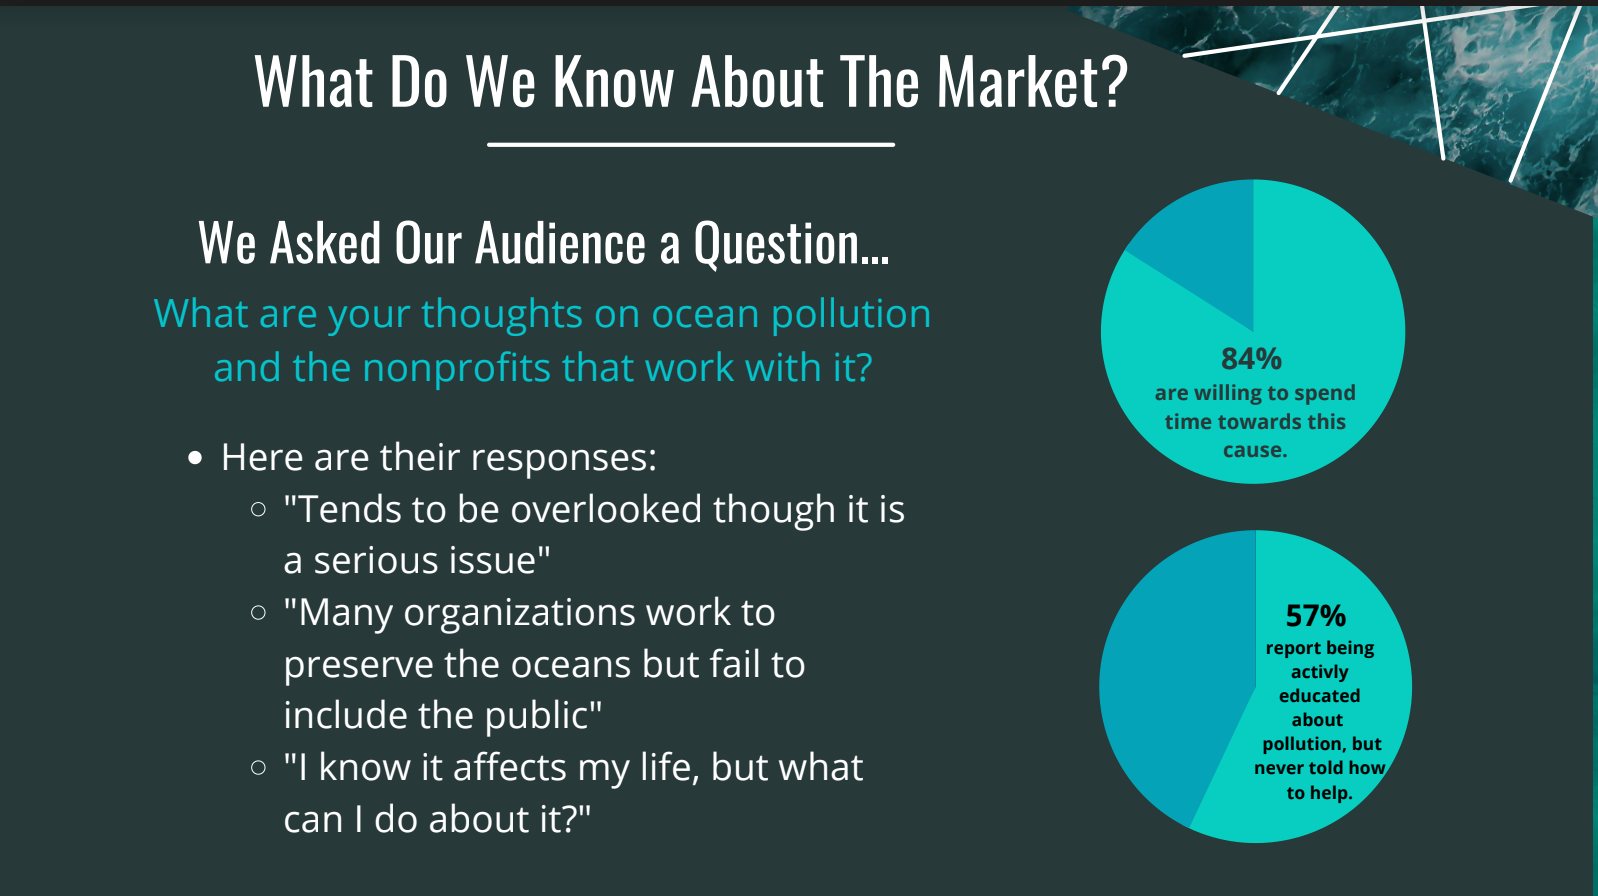 What Do We Know About The Market?
We Asked Our Audience a Question...
What are your thoughts on ocean pollution
and the nonprofits that work with it?
Here are their responses:
"Tends to be overlooked though it is
a serious issue"
"Many organizations work to
preserve the oceans but fail to
include the public"
"I know it affects my life, but what
can I do about it?"
84%
are willing to spend
time towards this
cause.
57%
report being
activly
educated
about
pollution, but
never told how
to help.